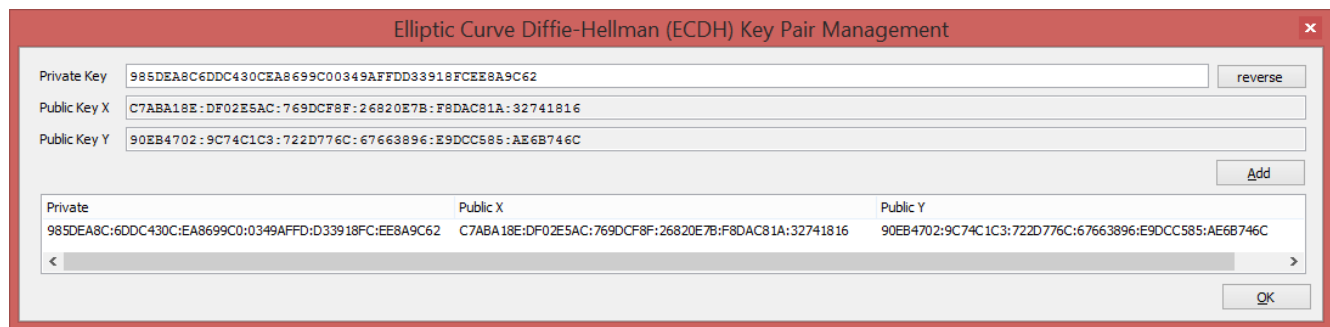 Elliptic Curve Diffie-Hellman (ECDH) Key Pair Management
Private Key 985DEA8C6DDC430CEA8699C00349AFFDD33918FCEE8A9C62 reverse
Public Key X C7ABA18E:DF02E5AC:769DCF8F:26820E7B:F8DAC81A:32741816
Public Key Y 90EB4702:9C74C1C3:722D776C:67663896:E9DCC585:AE6B746C
Add
Private Public X Public Y
985DEA8C:6DDC430C:EA8699C0:0349AFFD:D33918FC:EE8A9C62 C7ABA18E:DF02E5AC:769DCF8F:26820E7B:F8DAC81A:32741816 90EB4702:9C74C1C3:722D776C:67663896:E9DCC585:AE6B746C
OK